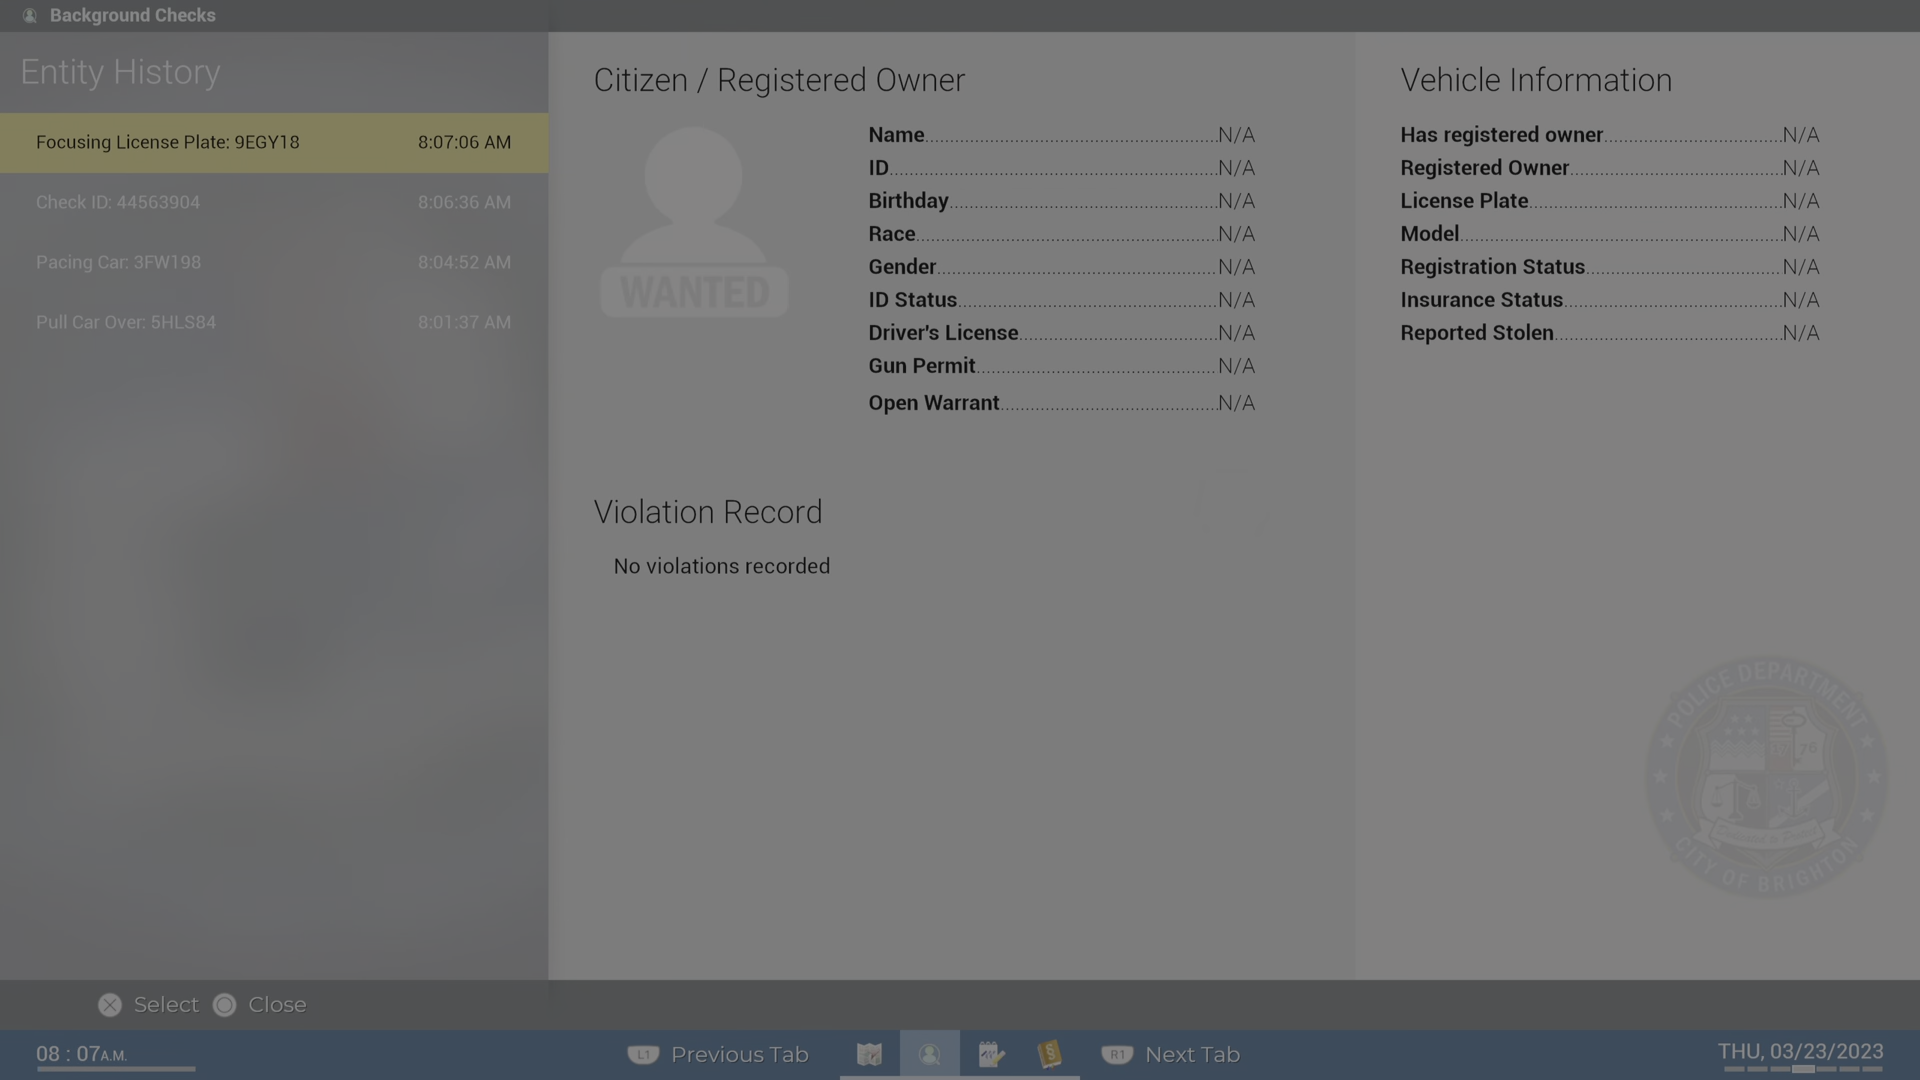 Background Checks
Entity History
Focusing License Plate: 9EGY18 8:07:06 AM
Check ID: 44563904 8:06:36 AM
Pacing Car: 3FW198 8:04:52 AM
Pull Car Over: 5HLS84 8:01:37 AM
Citizen / Registered Owner
WANTED
Name N/A
ID N/A
Birthday N/A
Race N/A
Gender N/A
ID Status N/A
Driver's License N/A
Gun Permit N/A
Open Warrant N/A
Violation Record
No violations recorded
Vehicle Information
Has registered owner N/A
Registered Owner N/A
License Plate N/A
Model N/A
Registration Status N/A
Insurance Status N/A
Reported Stolen N/A
POLICE DEPARTMENT
76
CITY OF BRIGHTON
Select Close
08 : 07 A.M.
L1 Previous Tab
R1 Next Tab
THU, 03/23/2023